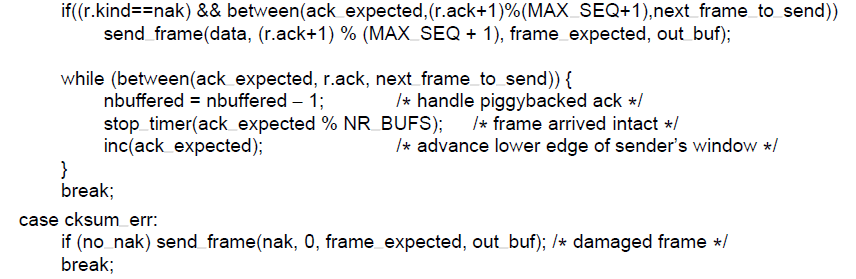 if((r.kind==nak) && between(ack_expected,(r.ack+1)%(MAX_SEQ+1),next_frame_to_send))
send_frame(data, (r.ack+1) % (MAX_SEQ + 1), frame_expected, out_buf);
while (between(ack_expected, r.ack, next_frame_to_send)) {
nbuffered = nbuffered – 1; /* handle piggybacked ack */
stop_timer(ack_expected % NR_BUFS); /* frame arrived intact */
inc(ack_expected); /* advance lower edge of sender's window */
}
break;
case cksum_err:
if (no_nak) send_frame(nak, 0, frame_expected, out_buf); /* damaged frame */
break;